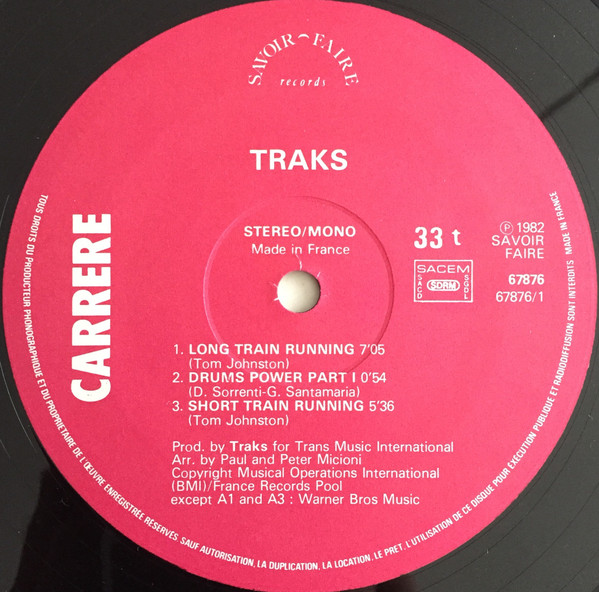 SAVOIR-FAIRE
records
TRAKS
CARRERE
STEREO/MONO
Made in France
33 t
Ⓟ 1982
SAVOIR
FAIRE
SACEM
SACD
SDRM
SGDL
67876
67876/1
1. LONG TRAIN RUNNING 7'05
(Tom Johnston)
2. DRUMS POWER PART I 0'54
(D. Sorrenti-G. Santamaria)
3. SHORT TRAIN RUNNING 5'36
(Tom Johnston)
Prod. by Traks for Trans Music International
Arr. by Paul and Peter Micioni
Copyright Musical Operations International
(BMI)/France Records Pool
except A1 and A3 : Warner Bros Music
TOUS DROITS DU PRODUCTEUR PHONOGRAPHIQUE ET DU PROPRIETAIRE DE L'ŒUVRE ENREGISTREE RESERVES SAUF AUTORISATION, LA DUPLICATION, LA LOCATION, LE PRET, L'UTILISATION DE CE DISQUE POUR EXECUTION PUBLIQUE ET RADIODIFFUSION SONT INTERDITS MADE IN FRANCE